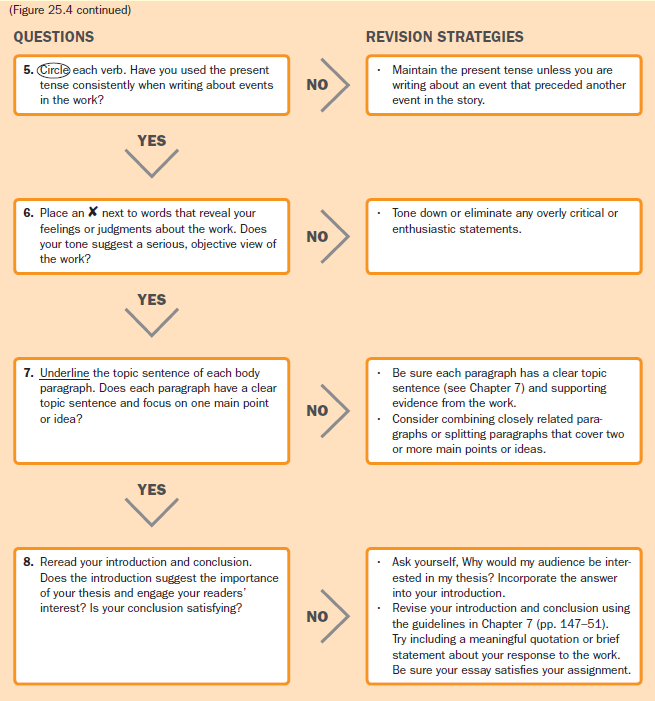 (Figure 25.4 continued)
QUESTIONS
REVISION STRATEGIES
5. Circle each verb. Have you used the present
tense consistently when writing about events
in the work?
NO
• Maintain the present tense unless you are
writing about an event that preceded another
event in the story.
YES
6. Place an ✘ next to words that reveal your
feelings or judgments about the work. Does
your tone suggest a serious, objective view of
the work?
NO
• Tone down or eliminate any overly critical or
enthusiastic statements.
YES
7. Underline the topic sentence of each body
paragraph. Does each paragraph have a clear
topic sentence and focus on one main point
or idea?
NO
• Be sure each paragraph has a clear topic
sentence (see Chapter 7) and supporting
evidence from the work.
• Consider combining closely related para-
graphs or splitting paragraphs that cover two
or more main points or ideas.
YES
8. Reread your introduction and conclusion.
Does the introduction suggest the importance
of your thesis and engage your readers’
interest? Is your conclusion satisfying?
NO
• Ask yourself, Why would my audience be inter-
ested in my thesis? Incorporate the answer
into your introduction.
• Revise your introduction and conclusion using
the guidelines in Chapter 7 (pp. 147–51).
Try including a meaningful quotation or brief
statement about your response to the work.
Be sure your essay satisfies your assignment.